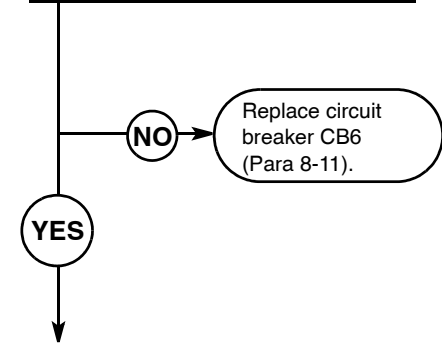 NO
Replace circuit
breaker CB6
(Para 8-11).
YES